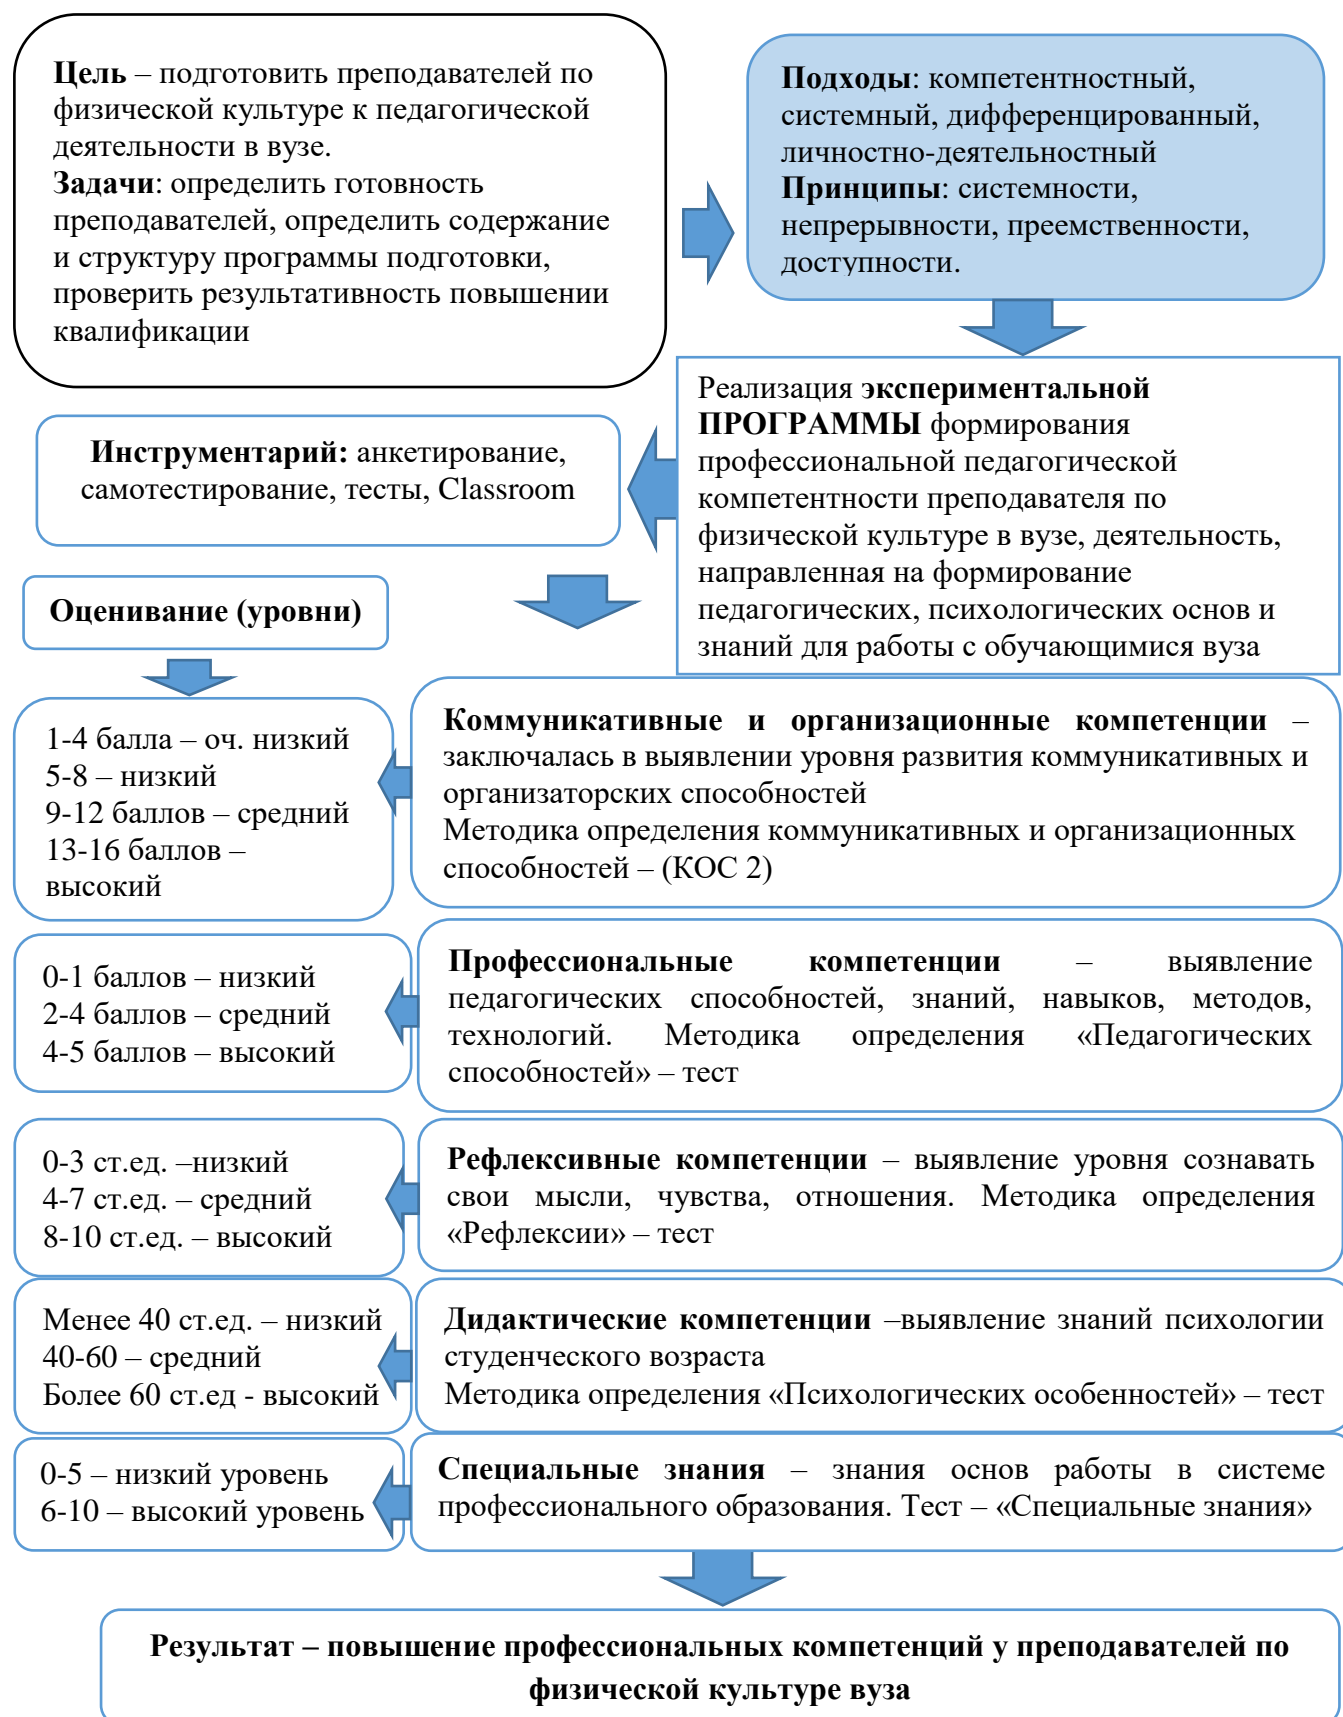 Цель – подготовить преподавателей по
физической культуре к педагогической
деятельности в вузе.
Задачи: определить готовность
преподавателей, определить содержание
и структуру программы подготовки,
проверить результативность повышении
квалификации
Подходы: компетентностный,
системный, дифференцированный,
личностно-деятельностный
Принципы: системности,
непрерывности, преемственности,
доступности.
Реализация экспериментальной
ПРОГРАММЫ формирования
профессиональной педагогической
компетентности преподавателя по
физической культуре в вузе, деятельность,
направленная на формирование
педагогических, психологических основ и
знаний для работы с обучающимися вуза
Инструментарий: анкетирование,
самотестирование, тесты, Classroom
Оценивание (уровни)
1-4 балла – оч. низкий
5-8 – низкий
9-12 баллов – средний
13-16 баллов –
высокий
Коммуникативные и организационные компетенции –
заключалась в выявлении уровня развития коммуникативных и
организаторских способностей
Методика определения коммуникативных и организационных
способностей – (КОС 2)
0-1 баллов – низкий
2-4 баллов – средний
4-5 баллов – высокий
Профессиональные компетенции – выявление
педагогических способностей, знаний, навыков, методов,
технологий. Методика определения «Педагогических
способностей» – тест
0-3 ст.ед. –низкий
4-7 ст.ед. – средний
8-10 ст.ед. – высокий
Рефлексивные компетенции – выявление уровня сознавать
свои мысли, чувства, отношения. Методика определения
«Рефлексии» – тест
Менее 40 ст.ед. – низкий
40-60 – средний
Более 60 ст.ед - высокий
Дидактические компетенции –выявление знаний психологии
студенческого возраста
Методика определения «Психологических особенностей» – тест
0-5 – низкий уровень
6-10 – высокий уровень
Специальные знания – знания основ работы в системе
профессионального образования. Тест – «Специальные знания»
Результат – повышение профессиональных компетенций у преподавателей по
физической культуре вуза